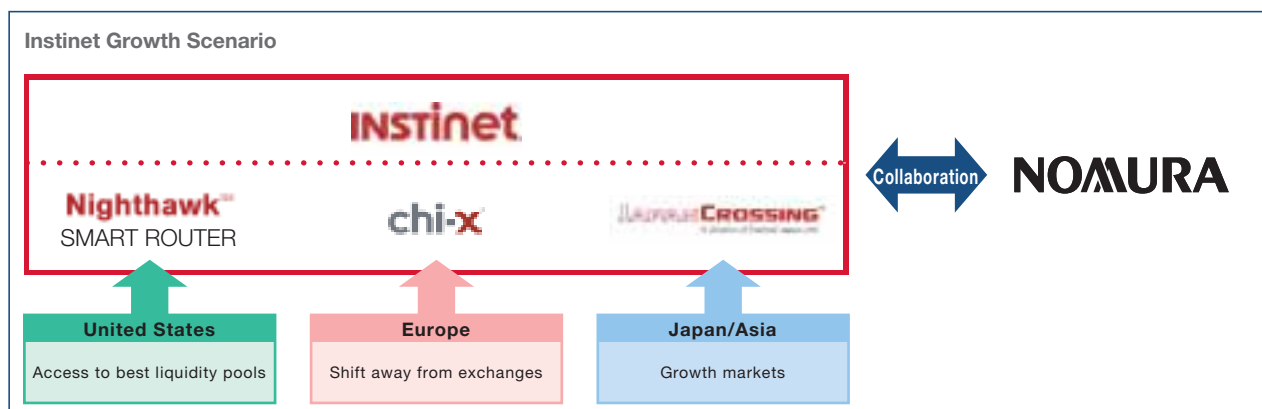 Instinet Growth Scenario
INSTinet
Collaboration
NOMURA
Nighthawk™
SMART ROUTER
chi-x
CROSSING
United States
Europe
Japan/Asia
Access to best liquidity pools
Shift away from exchanges
Growth markets